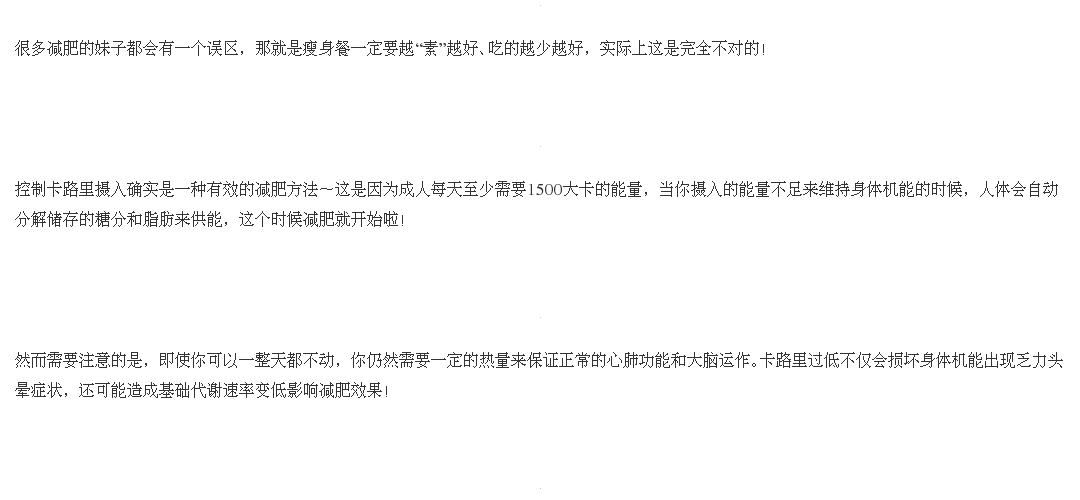 很多减肥的妹子都会有一个误区，那就是瘦身餐一定要越“素”越好、吃的越少越好，实际上这是完全不对的！
控制卡路里摄入确实是一种有效的减肥方法～这是因为成人每天至少需要1500大卡的能量，当你摄入的能量不足来维持身体机能的时候，人体会自动
分解储存的糖分和脂肪来供能，这个时候减肥就开始啦！
然而需要注意的是，即使你可以一整天都不动，你仍然需要一定的热量来保证正常的心肺功能和大脑运作。卡路里过低不仅会损坏身体机能出现乏力头
晕症状，还可能造成基础代谢速率变低影响减肥效果！